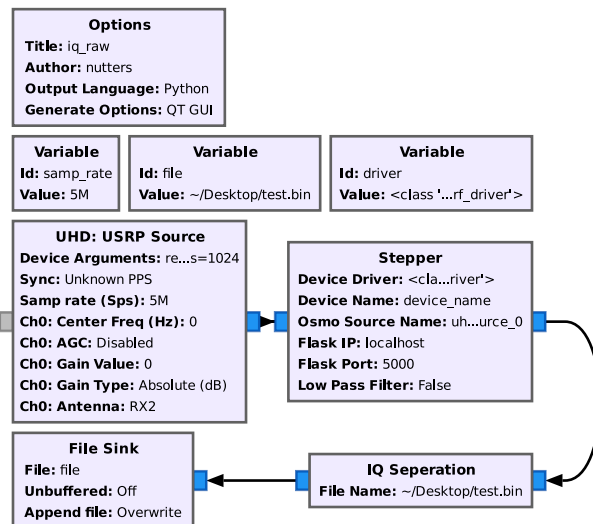 Options
Title: iq_raw
Author: nutters
Output Language: Python
Generate Options: QT GUI
Variable
Id: samp_rate
Value: 5M
Variable
Id: file
Value: ~/Desktop/test.bin
Variable
Id: driver
Value: <class '...rf_driver'>
UHD: USRP Source
Device Arguments: re...s=1024
Sync: Unknown PPS
Samp rate (Sps): 5M
Ch0: Center Freq (Hz): 0
Ch0: AGC: Disabled
Ch0: Gain Value: 0
Ch0: Gain Type: Absolute (dB)
Ch0: Antenna: RX2
Stepper
Device Driver: <cla...river'>
Device Name: device_name
Osmo Source Name: uh...urce_0
Flask IP: localhost
Flask Port: 5000
Low Pass Filter: False
File Sink
File: file
Unbuffered: Off
Append file: Overwrite
IQ Seperation
File Name: ~/Desktop/test.bin